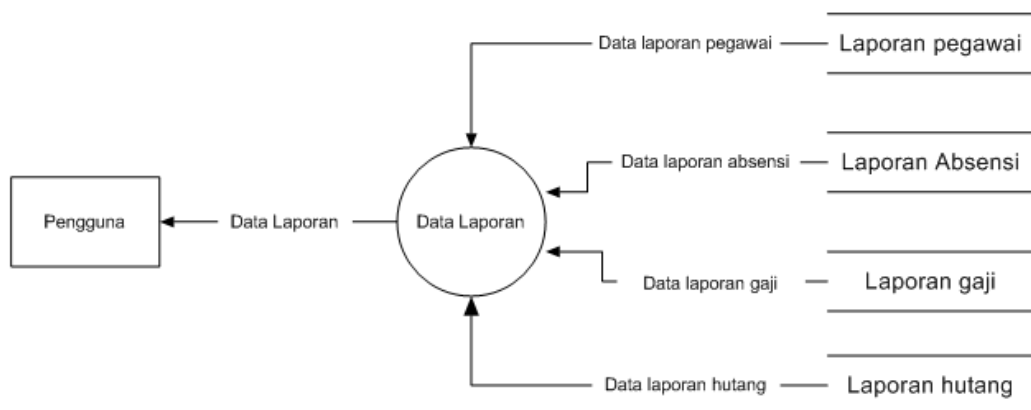 Data laporan pegawai
Laporan pegawai
Data laporan absensi
Laporan Absensi
Pengguna
Data Laporan
Data Laporan
Data laporan gaji
Laporan gaji
Data laporan hutang
Laporan hutang